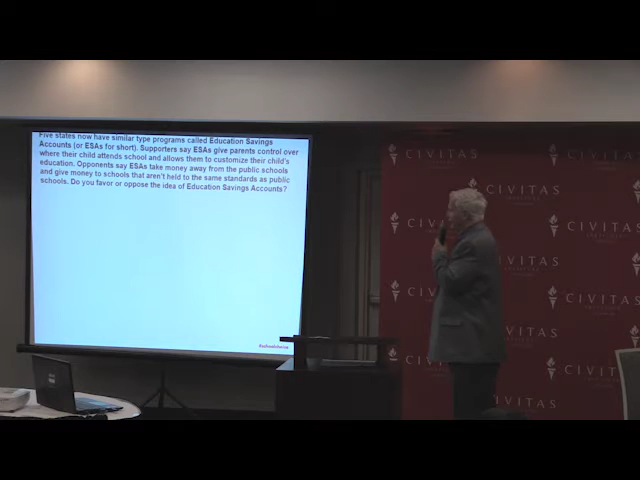 Five states now have similar type programs called Education Savings
Accounts (or ESAs for short). Supporters say ESAs give parents control over
where their child attends school and allows them to customize their child's
education. Opponents say ESAs take money away from the public schools
and give money to schools that aren't held to the same standards as public
schools. Do you favor or oppose the idea of Education Savings Accounts?
CIVITAS
CIVITAS
INSTITUTE
CIVITAS
CIVITAS
CIVITAS
CIVITAS
CIVITAS
CIVITAS
CIVITAS